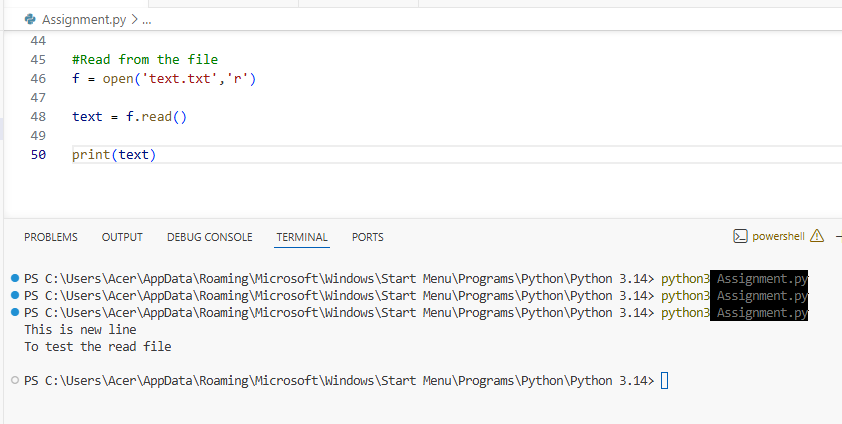 Assignment.py > ...
44
45 #Read from the file
46 f = open('text.txt','r')
47
48 text = f.read()
49
50 print(text)
PROBLEMS OUTPUT DEBUG CONSOLE TERMINAL PORTS powershell
PS C:\Users\Acer\AppData\Roaming\Microsoft\Windows\Start Menu\Programs\Python\Python 3.14> python3 Assignment.py
PS C:\Users\Acer\AppData\Roaming\Microsoft\Windows\Start Menu\Programs\Python\Python 3.14> python3 Assignment.py
PS C:\Users\Acer\AppData\Roaming\Microsoft\Windows\Start Menu\Programs\Python\Python 3.14> python3 Assignment.py
This is new line
To test the read file
PS C:\Users\Acer\AppData\Roaming\Microsoft\Windows\Start Menu\Programs\Python\Python 3.14>